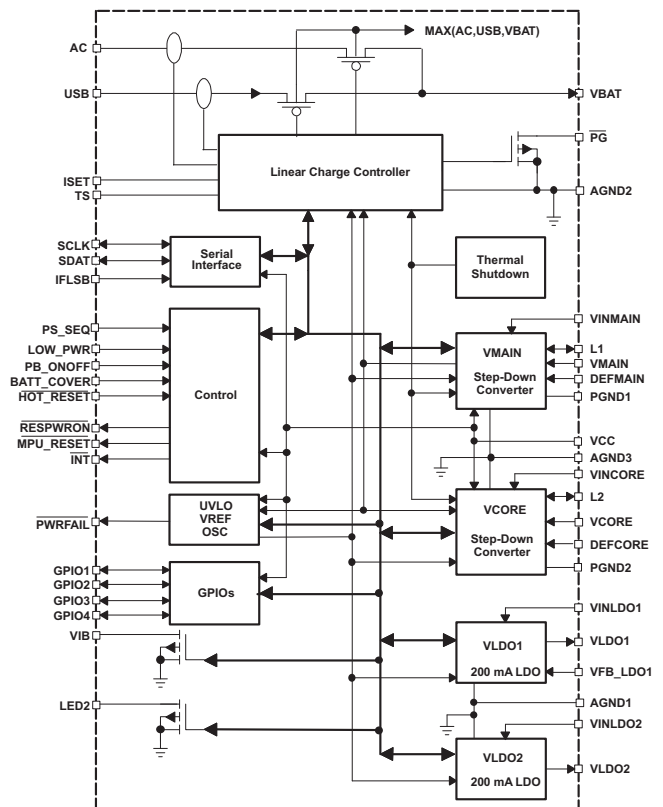 MAX(AC,USB,VBAT)
AC
USB
VBAT
PG
Linear Charge Controller
ISET
TS
AGND2
SCLK
SDAT
IFLSB
Serial
Interface
Thermal
Shutdown
PS_SEQ
LOW_PWR
PB_ONOFF
BATT_COVER
HOT_RESET
RESPWRON
MPU_RESET
INT
Control
VINMAIN
VMAIN
Step-Down
Converter
L1
VMAIN
DEFMAIN
PGND1
VCC
AGND3
VINCORE
VCORE
Step-Down
Converter
L2
VCORE
DEFCORE
PGND2
PWRFAIL
UVLO
VREF
OSC
GPIO1
GPIO2
GPIO3
GPIO4
GPIOs
VIB
VINLDO1
VLDO1
200 mA LDO
VLDO1
VFB_LDO1
LED2
AGND1
VINLDO2
VLDO2
200 mA LDO
VLDO2